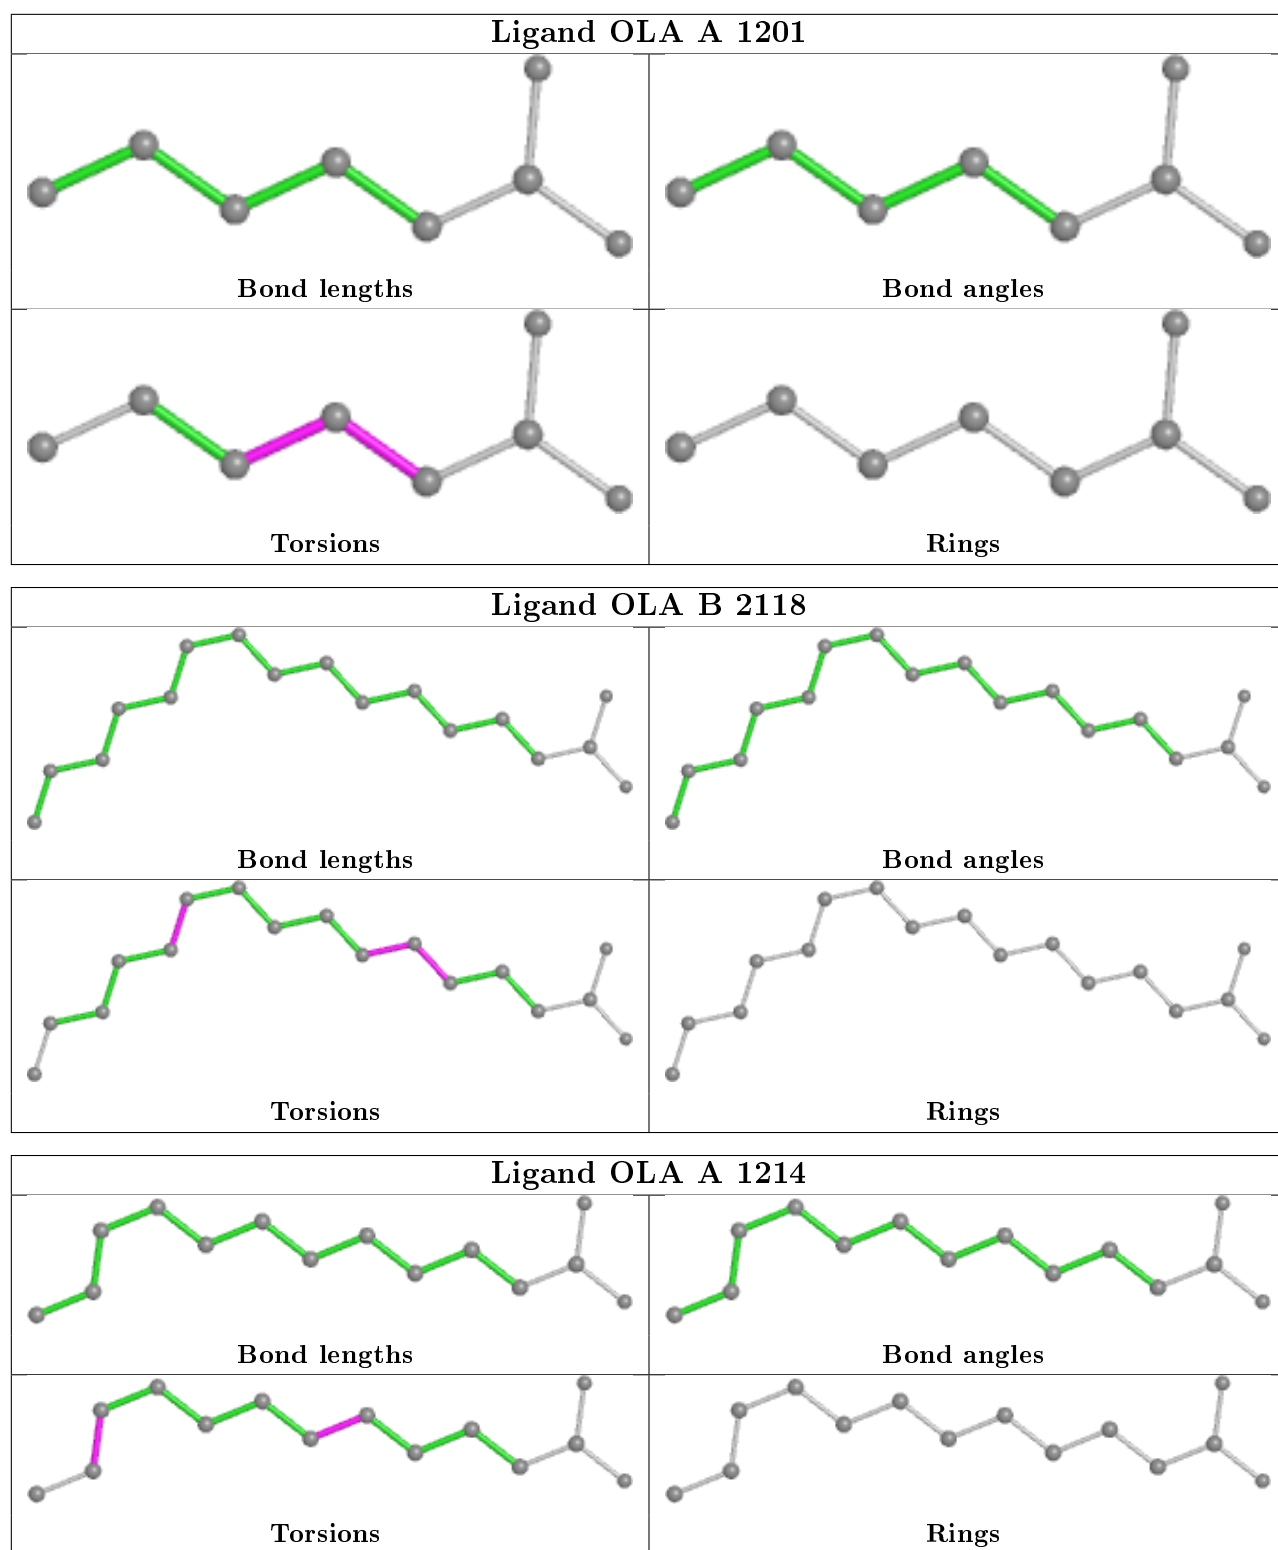 Ligand OLA A 1201
Bond lengths
Bond angles
Torsions
Rings
Ligand OLA B 2118
Bond lengths
Bond angles
Torsions
Rings
Ligand OLA A 1214
Bond lengths
Bond angles
Torsions
Rings